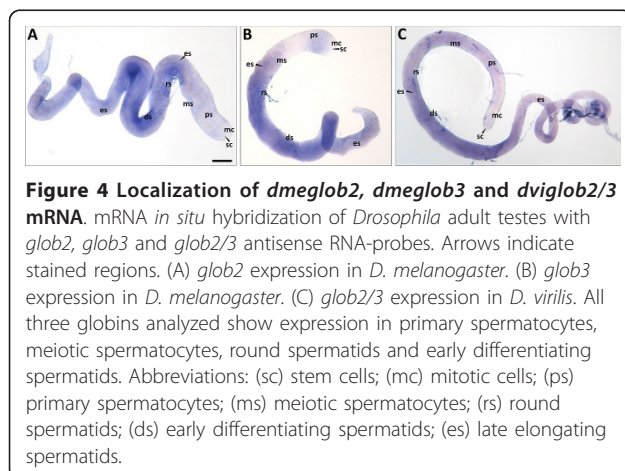 A B C
es
ps
mc
sc
ms
es
rs
ms
ps
es
rs
ds
mc
sc
es
ds
es
ps
ms
rs
es
ds
mc
sc
es
Figure 4 Localization of dmeglob2, dmeglob3 and dviglob2/3
mRNA. mRNA in situ hybridization of Drosophila adult testes with
glob2, glob3 and glob2/3 antisense RNA-probes. Arrows indicate
stained regions. (A) glob2 expression in D. melanogaster. (B) glob3
expression in D. melanogaster. (C) glob2/3 expression in D. virilis. All
three globins analyzed show expression in primary spermatocytes,
meiotic spermatocytes, round spermatids and early differentiating
spermatids. Abbreviations: (sc) stem cells; (mc) mitotic cells; (ps)
primary spermatocytes; (ms) meiotic spermatocytes; (rs) round
spermatids; (ds) early differentiating spermatids; (es) late elongating
spermatids.